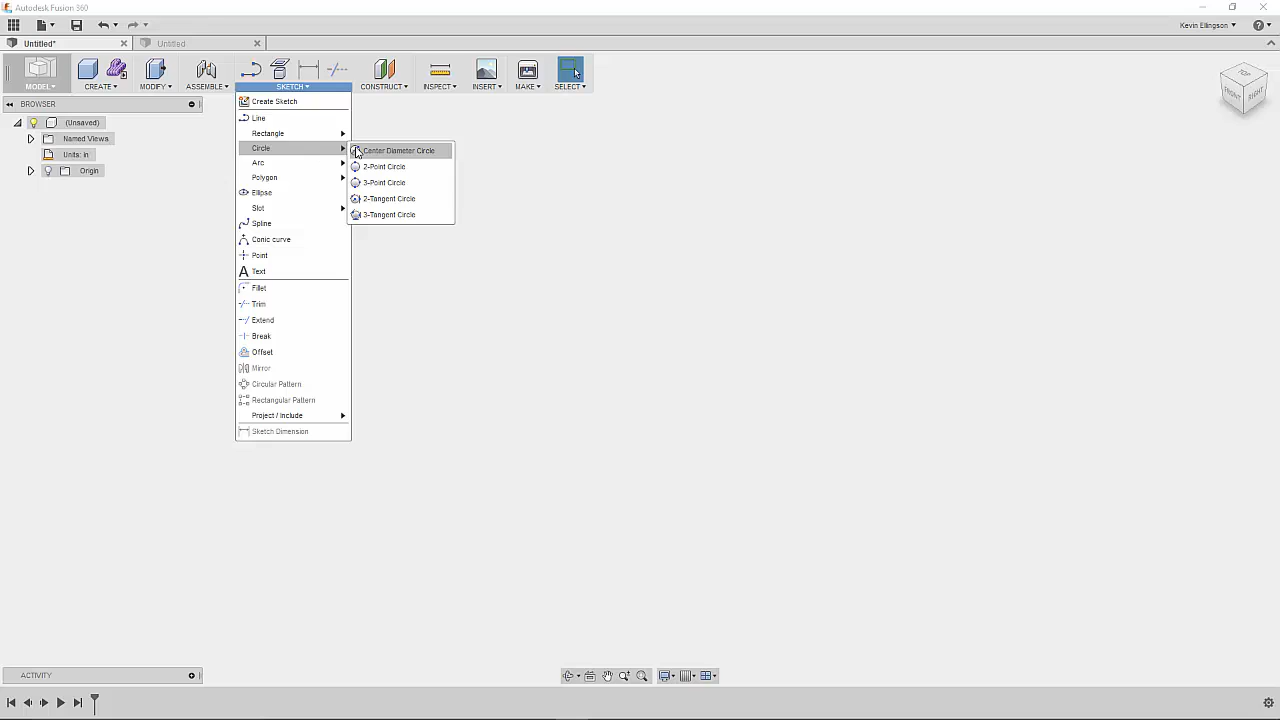 Autodesk Fusion 360
Kevin Ellingson
Untitled*
Untitled
MODEL
CREATE
MODIFY
ASSEMBLE
SKETCH
CONSTRUCT
INSPECT
INSERT
MAKE
SELECT
TOP
FRONT
RIGHT
BROWSER
(Unsaved)
Named Views
Units: in
Origin
Create Sketch
Line
Rectangle
Circle
Arc
Polygon
Ellipse
Slot
Spline
Conic curve
Point
A Text
Fillet
Trim
Extend
Break
Offset
Mirror
Circular Pattern
Rectangular Pattern
Project / Include
Sketch Dimension
Center Diameter Circle
2-Point Circle
3-Point Circle
2-Tangent Circle
3-Tangent Circle
ACTIVITY